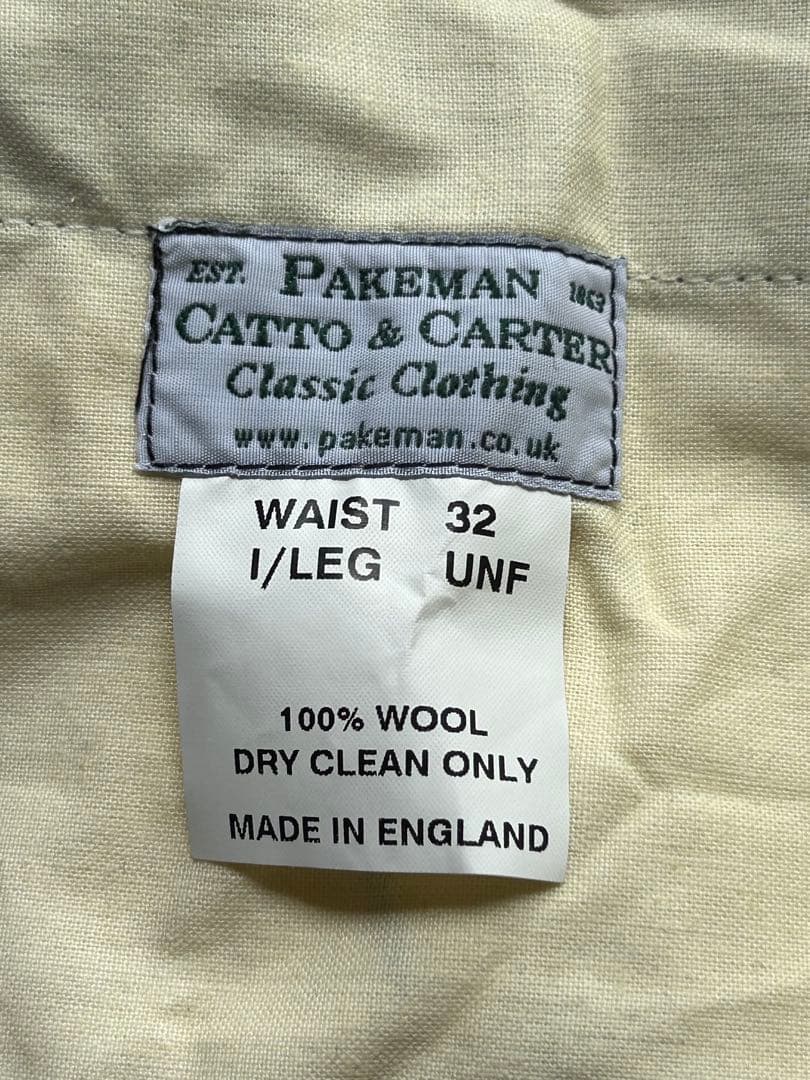 EST. PAKEMAN
CATTO & CARTER
Classic Clothing
www.pakeman.co.uk
WAIST 32
I/LEG UNF
100% WOOL
DRY CLEAN ONLY
MADE IN ENGLAND